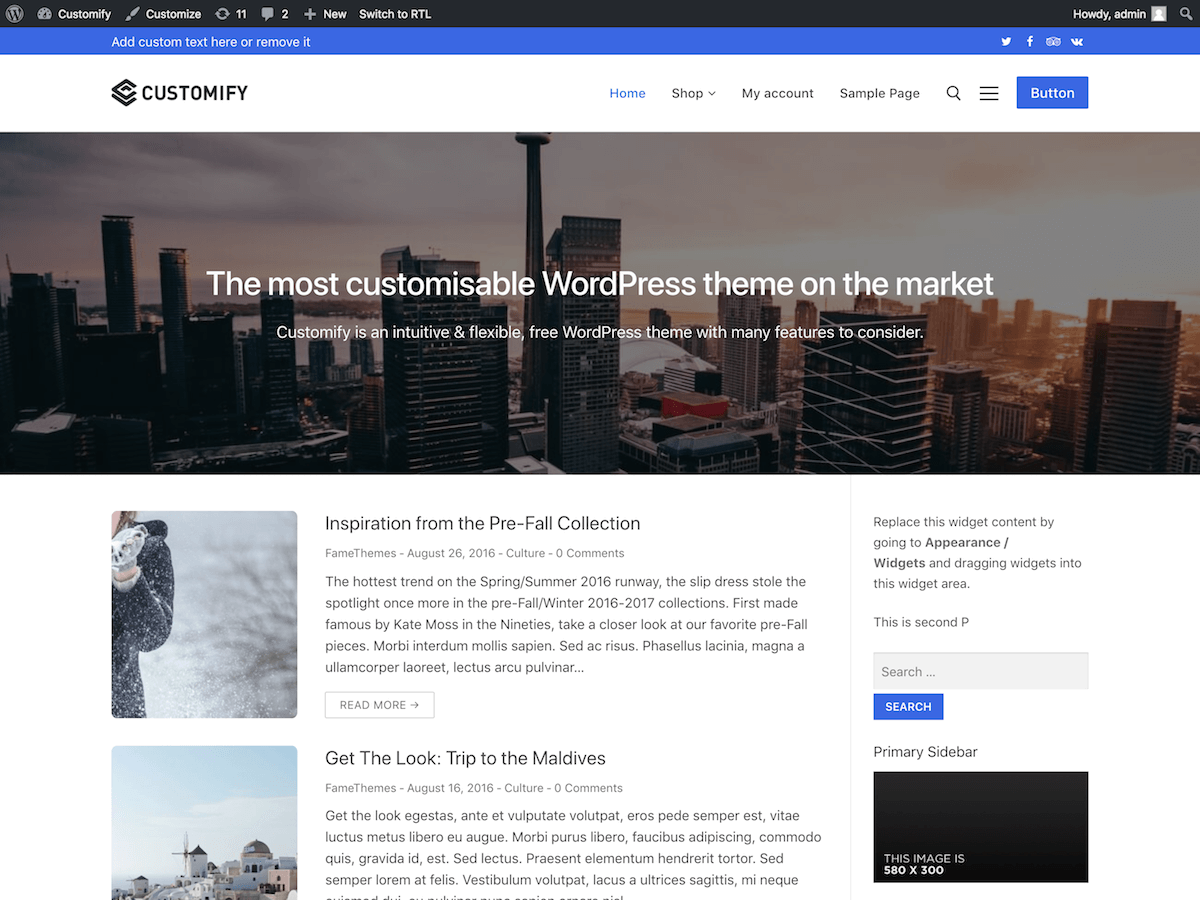 Customify Customize 11 2 New Switch to RTL Howdy, admin
Add custom text here or remove it
CUSTOMIFY
Home Shop My account Sample Page Button
The most customisable WordPress theme on the market
Customify is an intuitive & flexible, free WordPress theme with many features to consider.
Inspiration from the Pre-Fall Collection
FameThemes - August 26, 2016 - Culture - 0 Comments
The hottest trend on the Spring/Summer 2016 runway, the slip dress stole the
spotlight once more in the pre-Fall/Winter 2016-2017 collections. First made
famous by Kate Moss in the Nineties, take a closer look at our favorite pre-Fall
pieces. Morbi interdum mollis sapien. Sed ac risus. Phasellus lacinia, magna a
ullamcorper laoreet, lectus arcu pulvinar...
READ MORE →
Get The Look: Trip to the Maldives
FameThemes - August 16, 2016 - Culture - 0 Comments
Get the look egestas, ante et vulputate volutpat, eros pede semper est, vitae
luctus metus libero eu augue. Morbi purus libero, faucibus adipiscing, commodo
quis, gravida id, est. Sed lectus. Praesent elementum hendrerit tortor. Sed
semper lorem at felis. Vestibulum volutpat, lacus a ultrices sagittis, mi neque
Replace this widget content by
going to Appearance /
Widgets and dragging widgets into
this widget area.
This is second P
Search ...
SEARCH
Primary Sidebar
THIS IMAGE IS
580 X 300